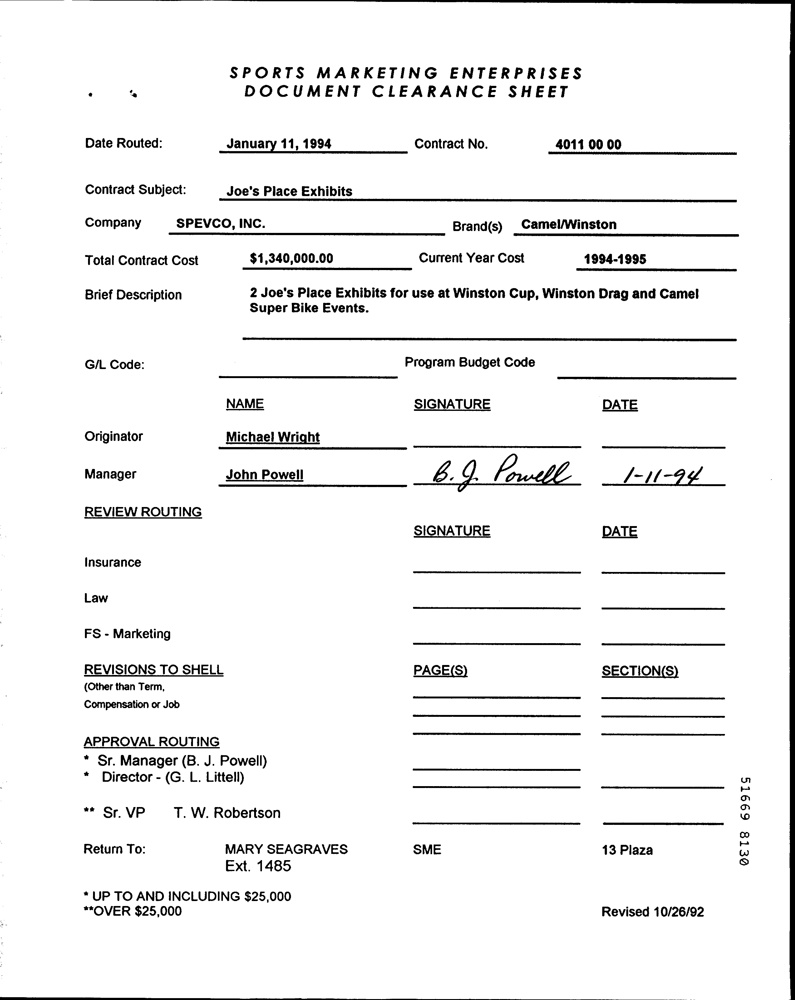 SPORTS MARKETING ENTERPRISES
DOCUMENT CLEARANCE SHEET
Date Routed: January 11, 1994 Contract No. 4011 00 00
Contract Subject: Joe's Place Exhibits
Company SPEVCO, INC. Brand(s) Camel/Winston
Total Contract Cost $1,340,000.00 Current Year Cost 1994-1995
Brief Description 2 Joe's Place Exhibits for use at Winston Cup, Winston Drag and Camel
Super Bike Events.
G/L Code: Program Budget Code
NAME SIGNATURE DATE
Originator Michael Wright
Manager John Powell B. J. Powell 1-11-94
REVIEW ROUTING
SIGNATURE DATE
Insurance
Law
FS - Marketing
REVISIONS TO SHELL PAGE(S) SECTION(S)
(Other than Term,
Compensation or Job
APPROVAL ROUTING
* Sr. Manager (B. J. Powell)
* Director - (G. L. Littell)
** Sr. VP T. W. Robertson
Return To: MARY SEAGRAVES SME 13 Plaza
Ext. 1485
* UP TO AND INCLUDING $25,000
**OVER $25,000 Revised 10/26/92
51669 8130